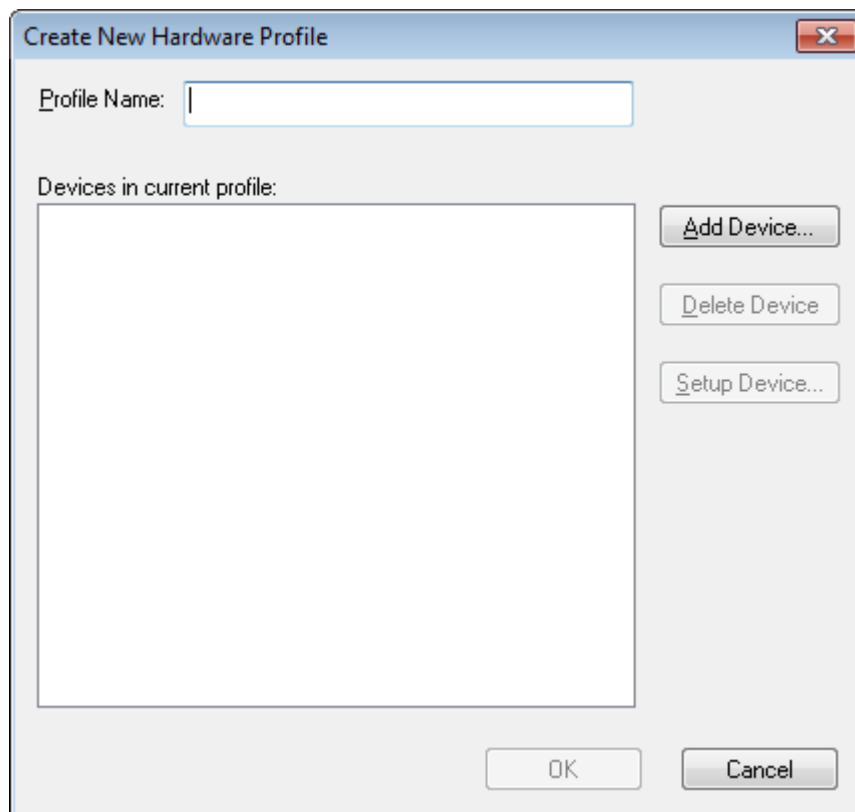 Create New Hardware Profile
Profile Name:
Devices in current profile:
Add Device...
Delete Device
Setup Device...
OK
Cancel